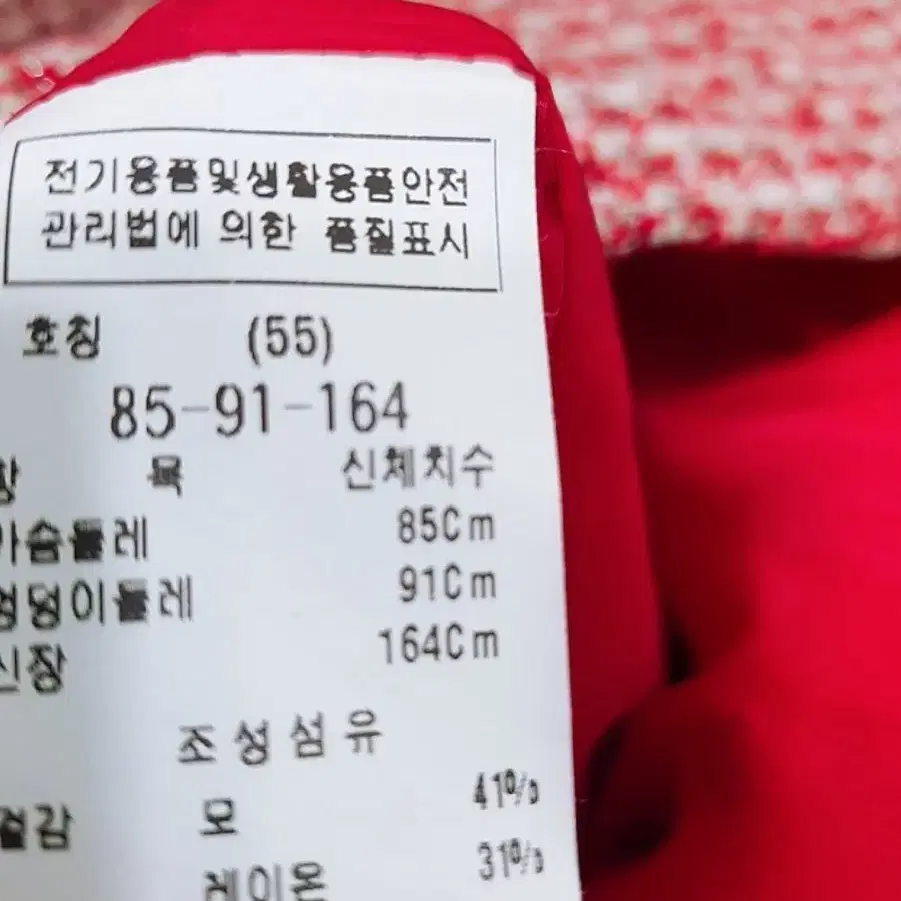 전기용품및생활용품안전
관리법에 의한 품질표시
호칭 (55)
85-91-164
항 목 신체치수
가슴둘레 85Cm
엉덩이둘레 91Cm
신장 164Cm
조성섬유
겉감 모 41%
레이온 31%